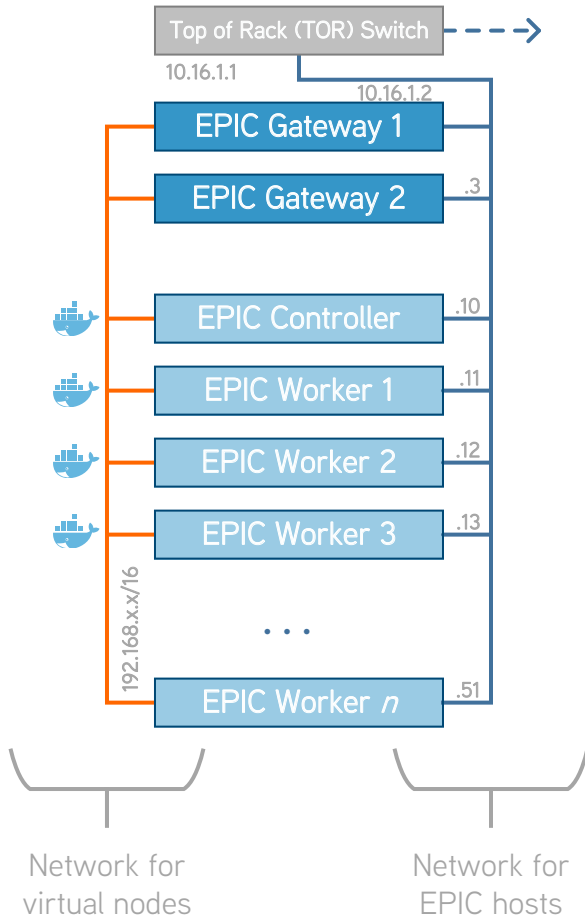 Top of Rack (TOR) Switch
10.16.1.1
10.16.1.2
EPIC Gateway 1
EPIC Gateway 2
.3
EPIC Controller
.10
EPIC Worker 1
.11
EPIC Worker 2
.12
EPIC Worker 3
.13
192.168.x.x/16
...
EPIC Worker n
.51
Network for
virtual nodes
Network for
EPIC hosts